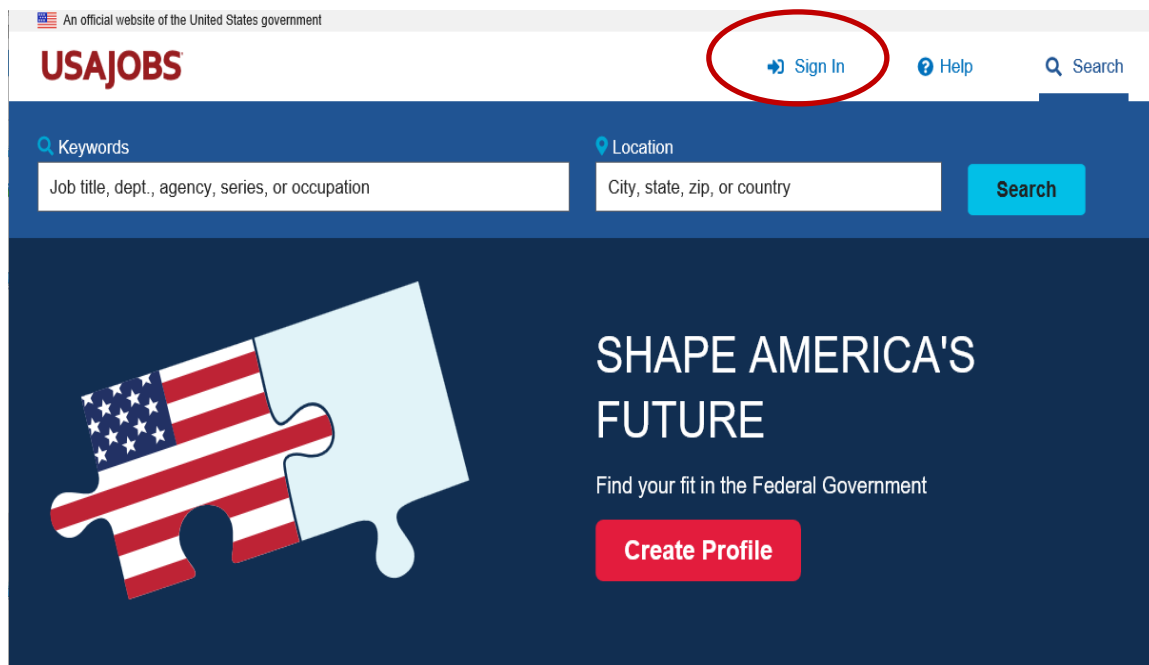 An official website of the United States government
USAJOBS
Sign In
Help
Search
Keywords
Location
Job title, dept., agency, series, or occupation
City, state, zip, or country
Search
SHAPE AMERICA'S
FUTURE
Find your fit in the Federal Government
Create Profile